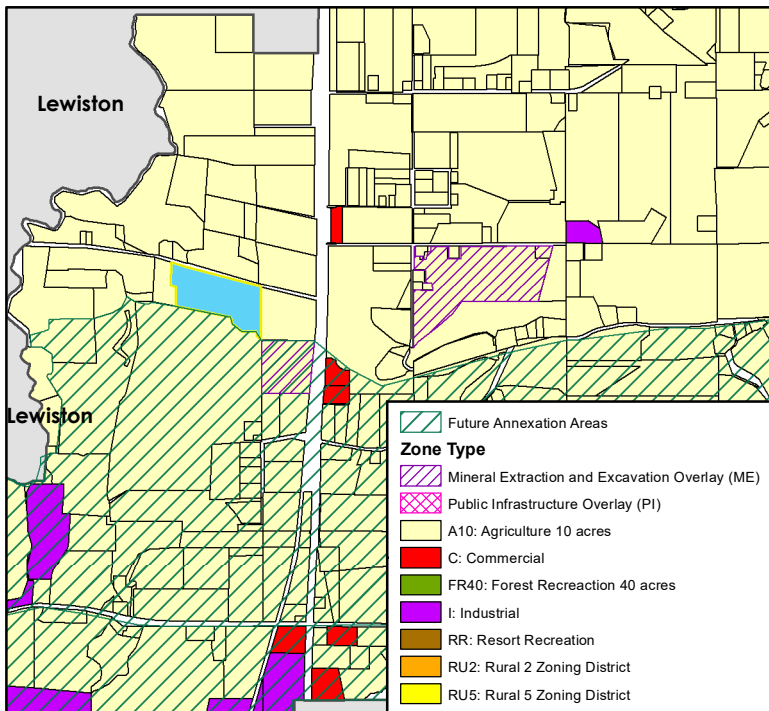 Lewiston
Lewiston
Future Annexation Areas
Zone Type
Mineral Extraction and Excavation Overlay (ME)
Public Infrastructure Overlay (PI)
A10: Agriculture 10 acres
C: Commercial
FR40: Forest Recreaction 40 acres
I: Industrial
RR: Resort Recreation
RU2: Rural 2 Zoning District
RU5: Rural 5 Zoning District